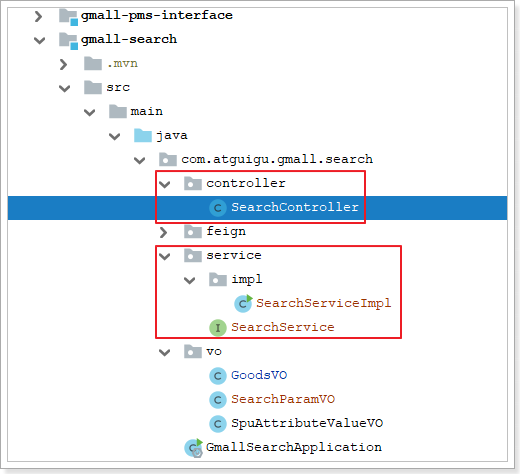 gmall-pms-interface
gmall-search
.mvn
src
main
java
com.atguigu.gmall.search
controller
C SearchController
feign
service
impl
C SearchServiceImpl
I SearchService
vo
C GoodsVO
C SearchParamVO
C SpuAttributeValueVO
C GmallSearchApplication